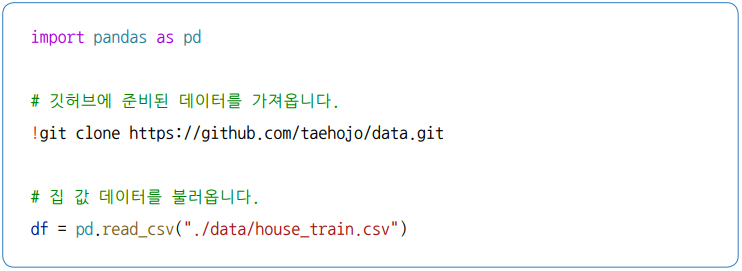 import pandas as pd
# 깃허브에 준비된 데이터를 가져옵니다.
!git clone https://github.com/taehojo/data.git
# 집 값 데이터를 불러옵니다.
df = pd.read_csv("./data/house_train.csv")